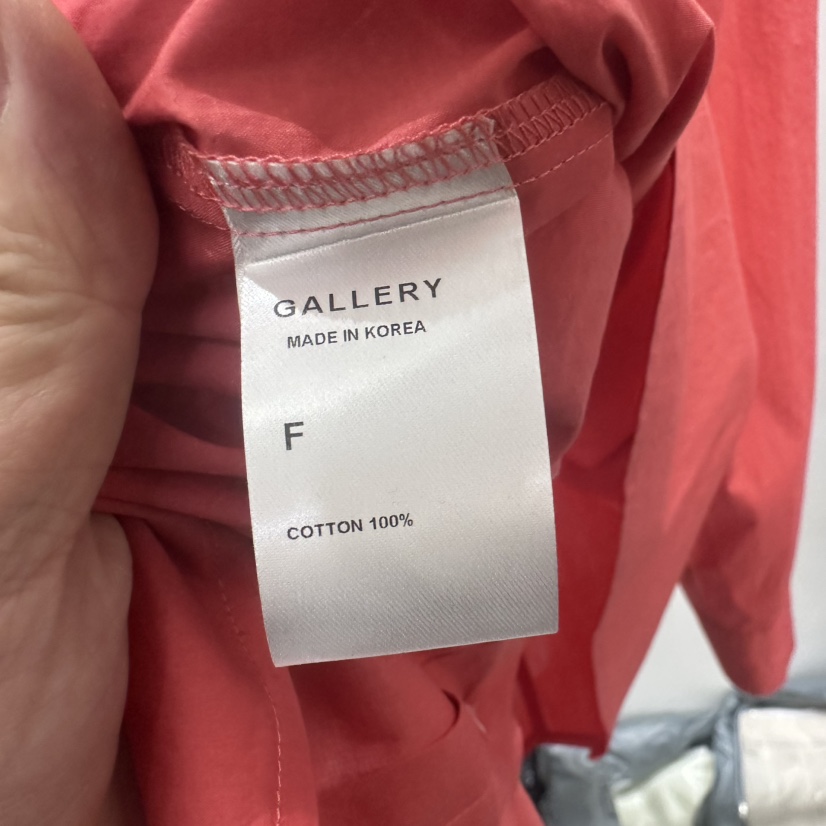 GALLERY
MADE IN KOREA
F
COTTON 100%